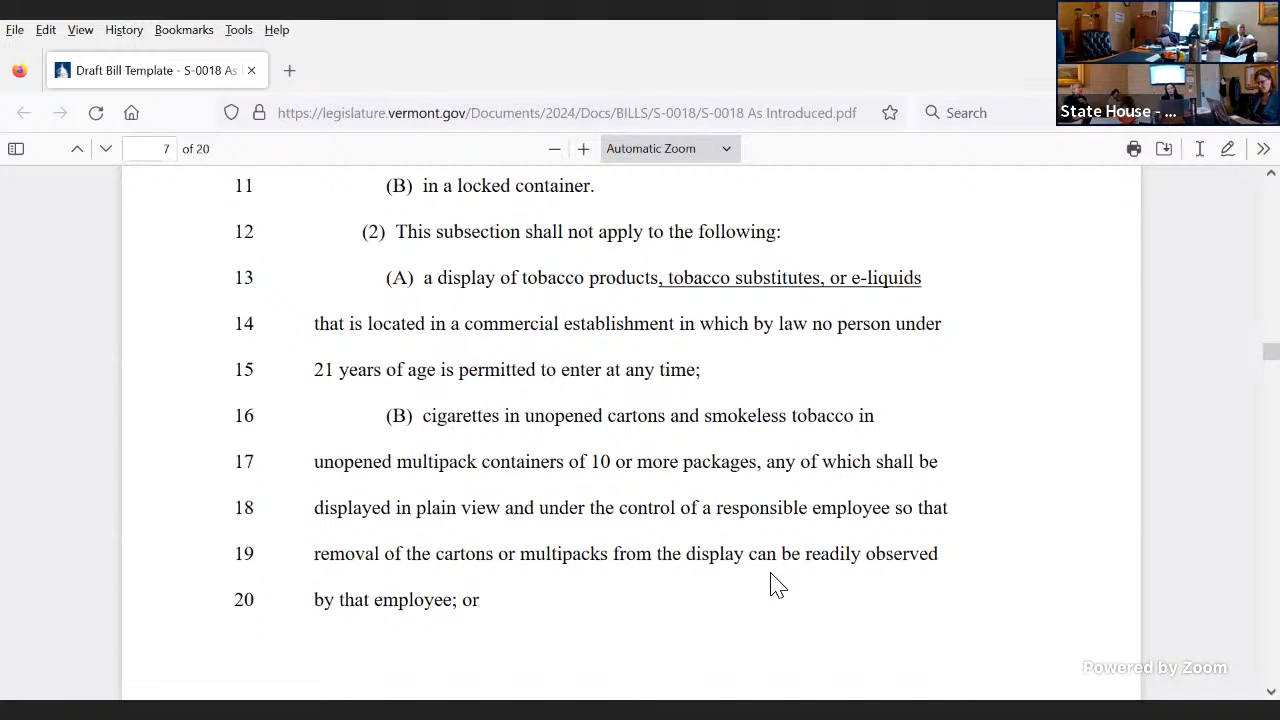 File Edit View History Bookmarks Tools Help
Draft Bill Template - S-0018 As
https://legislature.vermont.gov/Documents/2024/Docs/BILLS/S-0018/S-0018 As Introduced.pdf
Search
State House - ...
7 of 20
Automatic Zoom
11 (B) in a locked container.
12 (2) This subsection shall not apply to the following:
13 (A) a display of tobacco products, tobacco substitutes, or e-liquids
14 that is located in a commercial establishment in which by law no person under
15 21 years of age is permitted to enter at any time;
16 (B) cigarettes in unopened cartons and smokeless tobacco in
17 unopened multipack containers of 10 or more packages, any of which shall be
18 displayed in plain view and under the control of a responsible employee so that
19 removal of the cartons or multipacks from the display can be readily observed
20 by that employee; or
Powered by Zoom